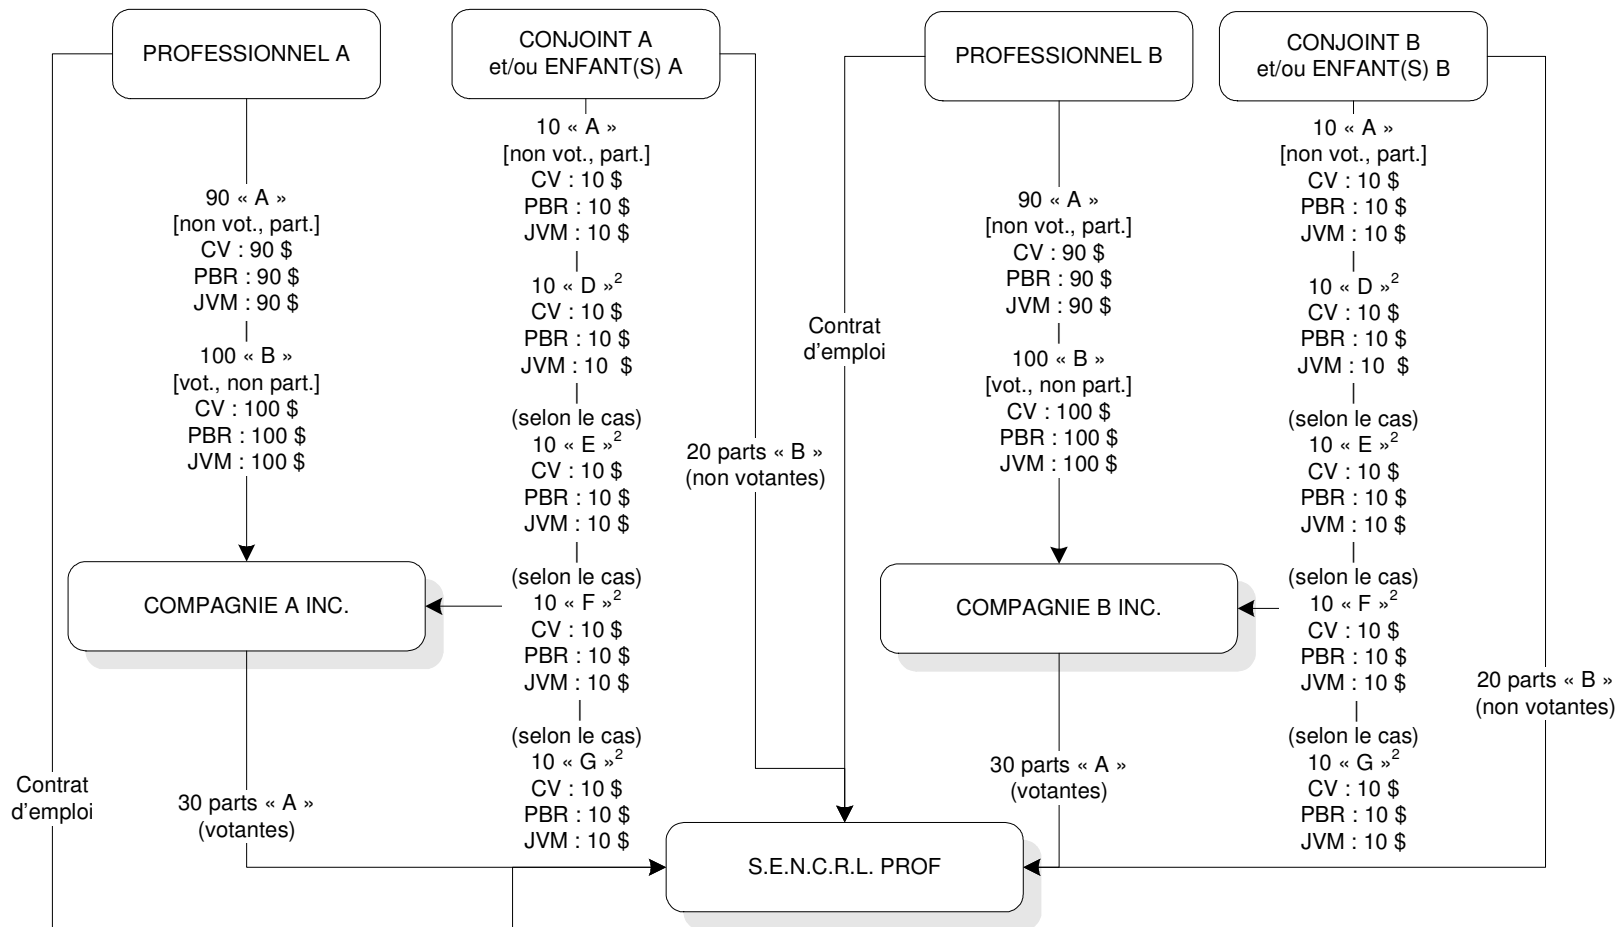 PROFESSIONNEL A
CONJOINT A
et/ou ENFANT(S) A
PROFESSIONNEL B
CONJOINT B
et/ou ENFANT(S) B
90 « A »
[non vot., part.]
CV : 90 $
PBR : 90 $
JVM : 90 $
100 « B »
[vot., non part.]
CV : 100 $
PBR : 100 $
JVM : 100 $
10 « A »
[non vot., part.]
CV : 10 $
PBR : 10 $
JVM : 10 $
10 « D »²
CV : 10 $
PBR : 10 $
JVM : 10 $
(selon le cas)
10 « E »²
CV : 10 $
PBR : 10 $
JVM : 10 $
(selon le cas)
10 « F »²
CV : 10 $
PBR : 10 $
JVM : 10 $
(selon le cas)
10 « G »²
CV : 10 $
PBR : 10 $
JVM : 10 $
20 parts « B »
(non votantes)
Contrat
d'emploi
90 « A »
[non vot., part.]
CV : 90 $
PBR : 90 $
JVM : 90 $
100 « B »
[vot., non part.]
CV : 100 $
PBR : 100 $
JVM : 100 $
10 « A »
[non vot., part.]
CV : 10 $
PBR : 10 $
JVM : 10 $
10 « D »²
CV : 10 $
PBR : 10 $
JVM : 10 $
(selon le cas)
10 « E »²
CV : 10 $
PBR : 10 $
JVM : 10 $
(selon le cas)
10 « F »²
CV : 10 $
PBR : 10 $
JVM : 10 $
(selon le cas)
10 « G »²
CV : 10 $
PBR : 10 $
JVM : 10 $
20 parts « B »
(non votantes)
COMPAGNIE A INC.
COMPAGNIE B INC.
Contrat
d'emploi
30 parts « A »
(votantes)
30 parts « A »
(votantes)
S.E.N.C.R.L. PROF